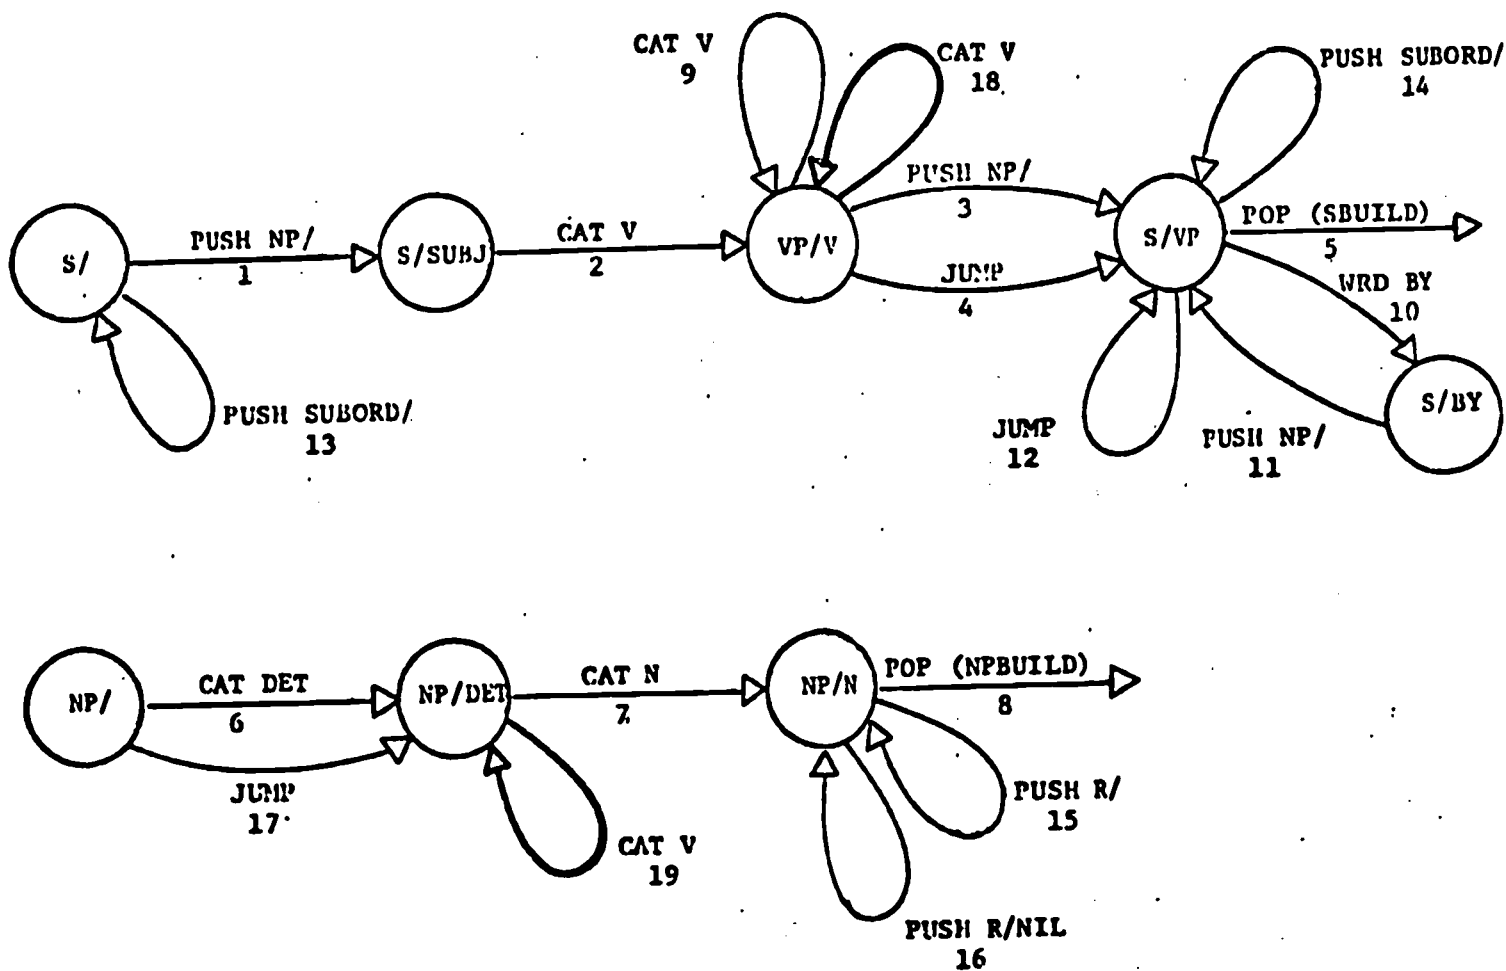 CAT V
9
CAT V
18
PUSH SUBORD/
14
PUSH NP/
3
POP (SBUILD)
5
PUSH NP/
1
CAT V
2
S/
S/SUBJ
VP/V
S/VP
JUMP
4
WRD BY
10
S/BY
PUSH SUBORD/
13
JUMP
12
PUSH NP/
11
CAT DET
6
CAT N
7
POP (NPBUILD)
8
NP/
NP/DET
NP/N
JUMP
17
CAT V
19
PUSH R/
15
PUSH R/NIL
16